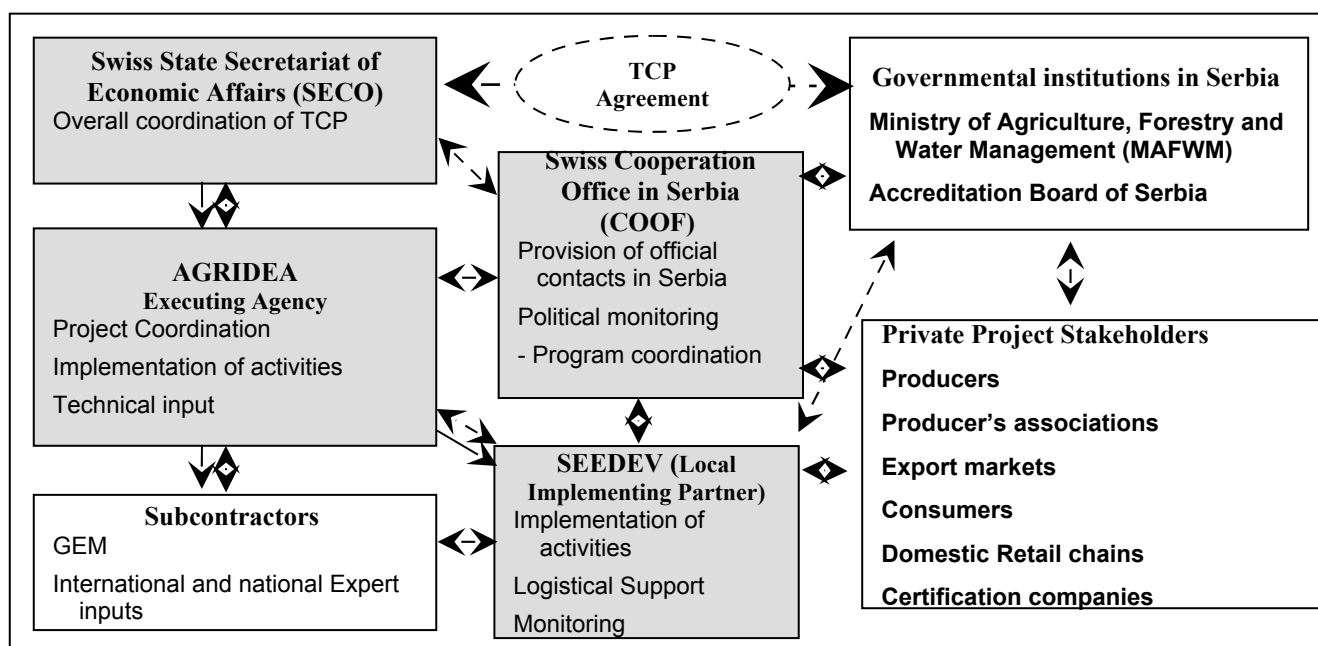 Swiss State Secretariat of
Economic Affairs (SECO)
Overall coordination of TCP
TCP
Agreement
Governmental institutions in Serbia
Ministry of Agriculture, Forestry and
Water Management (MAFWM)
Accreditation Board of Serbia
Swiss Cooperation
Office in Serbia
(COOF)
Provision of official
contacts in Serbia
Political monitoring
- Program coordination
AGRIDEA
Executing Agency
Project Coordination
Implementation of activities
Technical input
Private Project Stakeholders
Producers
Producer’s associations
Export markets
Consumers
Domestic Retail chains
Certification companies
Subcontractors
GEM
International and national Expert
inputs
SEEDEV (Local
Implementing Partner)
Implementation of
activities
Logistical Support
Monitoring